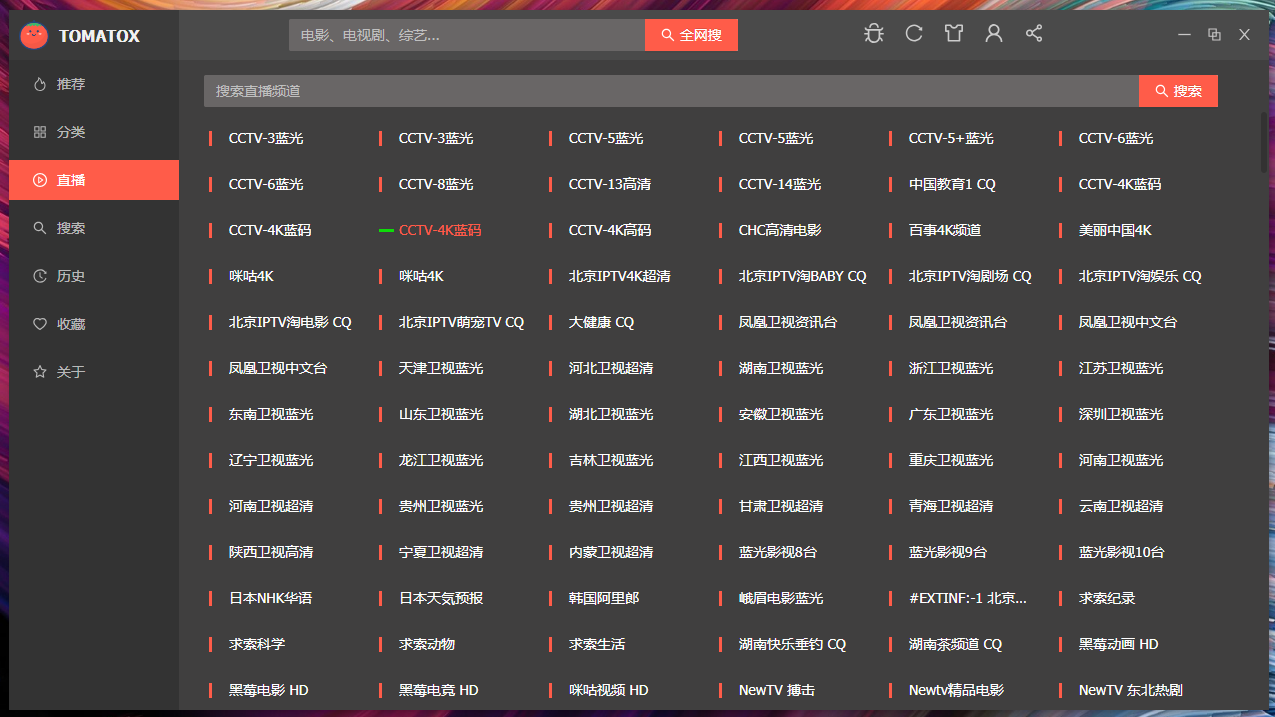 TOMATOX
电影、电视剧、综艺...
全网搜
推荐
分类
直播
搜索
历史
收藏
关于
搜索直播频道
搜索
CCTV-3蓝光 CCTV-3蓝光 CCTV-5蓝光 CCTV-5蓝光 CCTV-5+蓝光 CCTV-6蓝光
CCTV-6蓝光 CCTV-8蓝光 CCTV-13高清 CCTV-14蓝光 中国教育1 CQ CCTV-4K蓝码
CCTV-4K蓝码 CCTV-4K蓝码 CCTV-4K高码 CHC高清电影 百事4K频道 美丽中国4K
咪咕4K 咪咕4K 北京IPTV4K超清 北京IPTV淘BABY CQ 北京IPTV淘剧场 CQ 北京IPTV淘娱乐 CQ
北京IPTV淘电影 CQ 北京IPTV萌宠TV CQ 大健康 CQ 凤凰卫视资讯台 凤凰卫视资讯台 凤凰卫视中文台
凤凰卫视中文台 天津卫视蓝光 河北卫视超清 湖南卫视蓝光 浙江卫视蓝光 江苏卫视蓝光
东南卫视蓝光 山东卫视蓝光 湖北卫视蓝光 安徽卫视蓝光 广东卫视蓝光 深圳卫视蓝光
辽宁卫视蓝光 龙江卫视蓝光 吉林卫视蓝光 江西卫视蓝光 重庆卫视蓝光 河南卫视蓝光
河南卫视超清 贵州卫视蓝光 贵州卫视超清 甘肃卫视超清 青海卫视超清 云南卫视超清
陕西卫视高清 宁夏卫视超清 内蒙卫视超清 蓝光影视8台 蓝光影视9台 蓝光影视10台
日本NHK华语 日本天気预报 韩国阿里郎 峨眉电影蓝光 #EXTINF:-1 北京... 求索纪录
求索科学 求索动物 求索生活 湖南快乐垂钓 CQ 湖南茶频道 CQ 黑莓动画 HD
黑莓电影 HD 黑莓电竞 HD 咪咕视频 HD NewTV 搏击 Newtv精品电影 NewTV 东北热剧